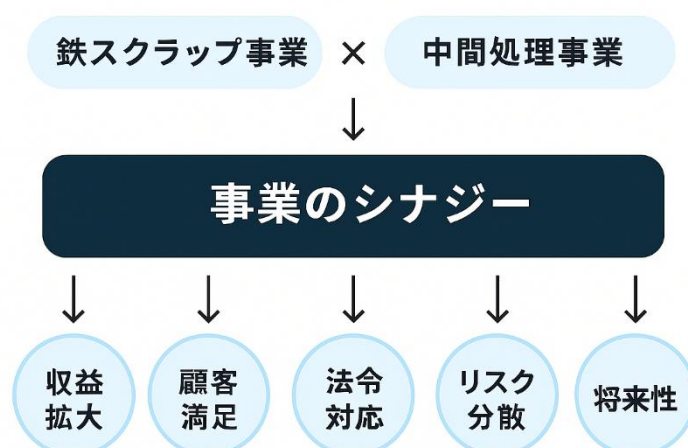 鉄スクラップ事業 × 中間処理事業
事業のシナジー
収益
拡大
顧客
満足
法令
対応
リスク
分散
将来性